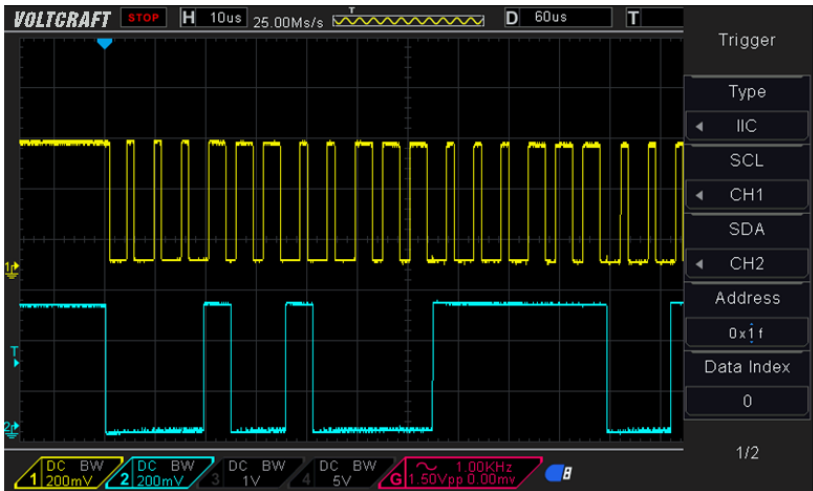 VOLTCRAFT STOP H 10us 25.00Ms/s T D 60us T
Trigger
Type
IIC
SCL
CH1
SDA
CH2
Address
0x1f
Data Index
0
1/2
T
1
2
1 DC BW 200mV
2 DC BW 200mV
3 DC BW 1V
4 DC BW 5V
G 1.00KHz 1.50Vpp 0.00mv